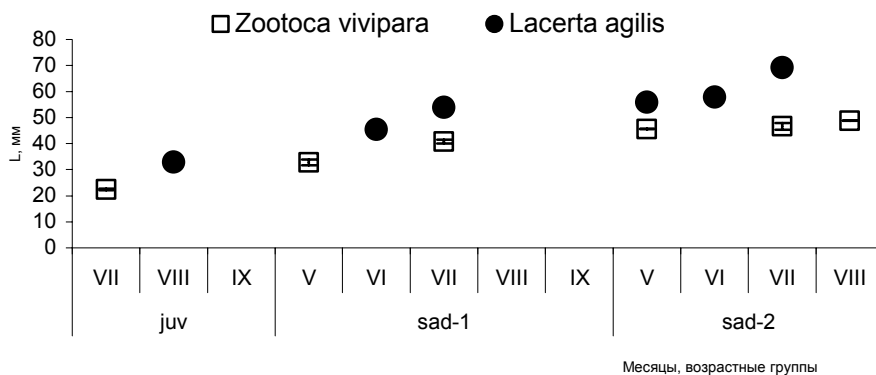 Zootoca vivipara Lacerta agilis
80
70
60
50
40
30
20
10
0
L, мм
VII VIII IX V VI VII VIII IX V VI VII VIII
juv sad-1 sad-2
Месяцы, возрастные группы